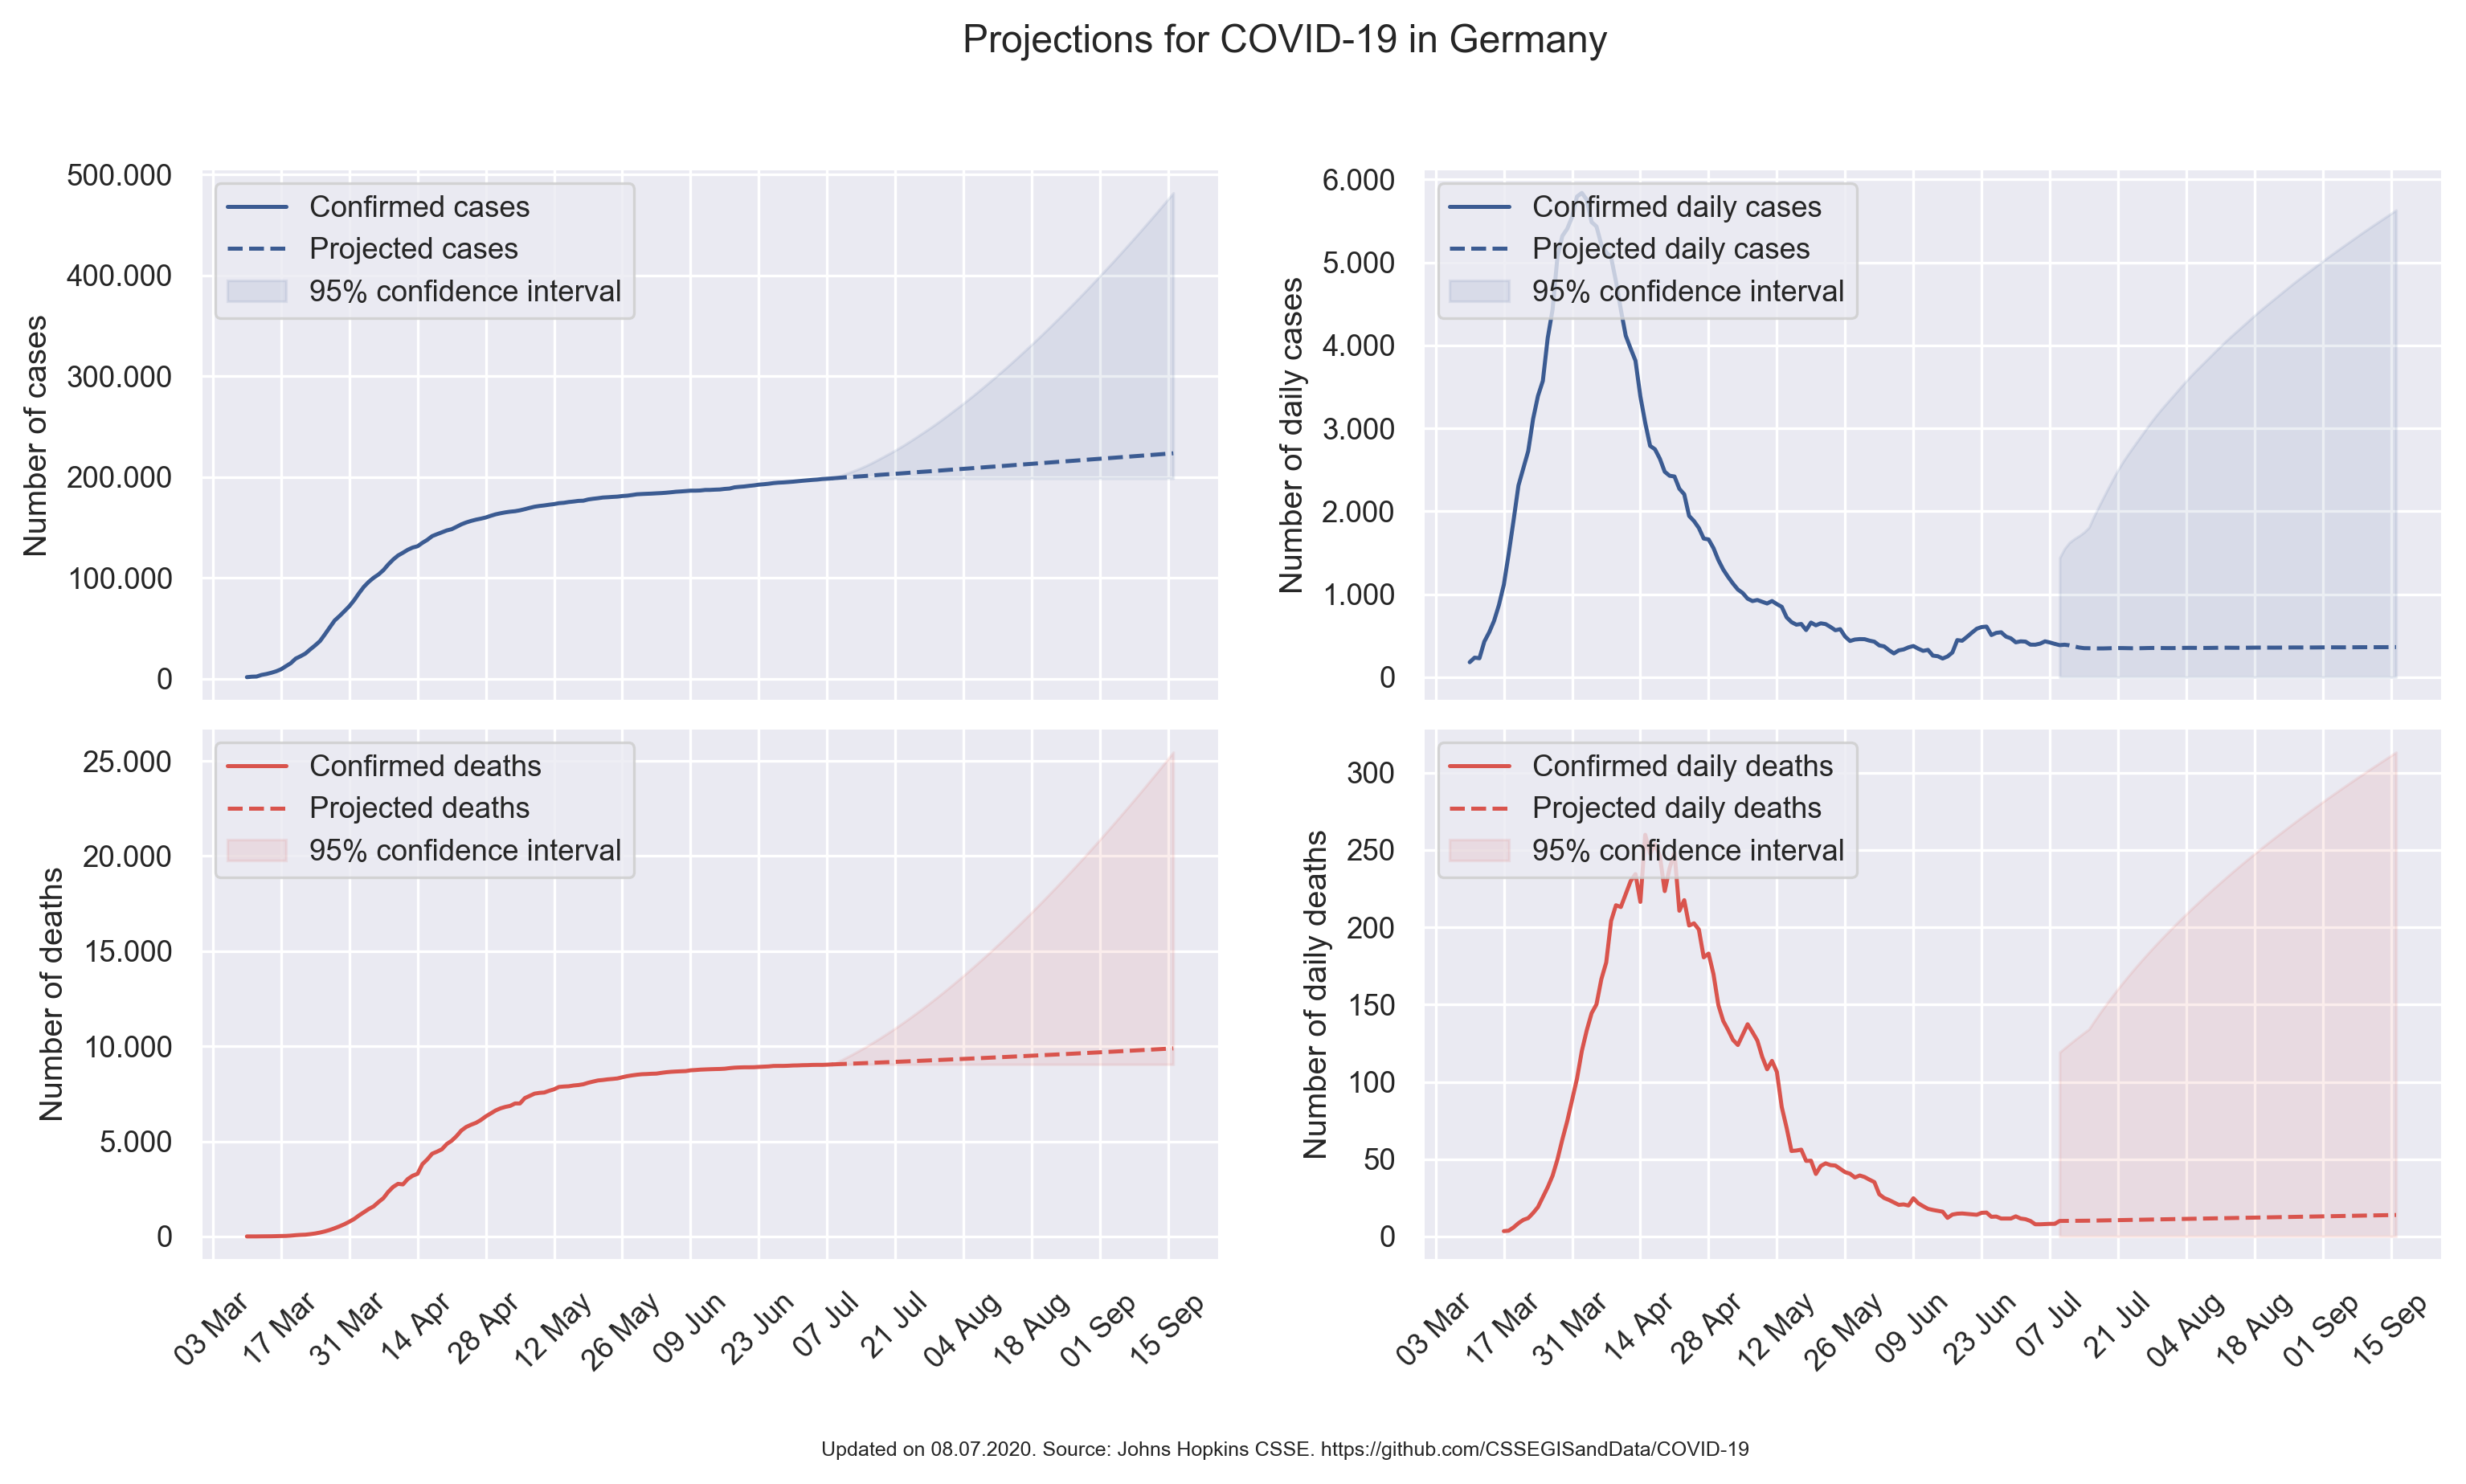 Projections for COVID-19 in Germany
500.000
400.000
300.000
200.000
100.000
0
Number of cases
Confirmed cases
Projected cases
95% confidence interval
6.000
5.000
4.000
3.000
2.000
1.000
0
Number of daily cases
Confirmed daily cases
Projected daily cases
95% confidence interval
25.000
20.000
15.000
10.000
5.000
0
Number of deaths
Confirmed deaths
Projected deaths
95% confidence interval
03 Mar
17 Mar
31 Mar
14 Apr
28 Apr
12 May
26 May
09 Jun
23 Jun
07 Jul
21 Jul
04 Aug
18 Aug
01 Sep
15 Sep
300
250
200
150
100
50
0
Number of daily deaths
Confirmed daily deaths
Projected daily deaths
95% confidence interval
03 Mar
17 Mar
31 Mar
14 Apr
28 Apr
12 May
26 May
09 Jun
23 Jun
07 Jul
21 Jul
04 Aug
18 Aug
01 Sep
15 Sep
Updated on 08.07.2020. Source: Johns Hopkins CSSE. https://github.com/CSSEGISandData/COVID-19